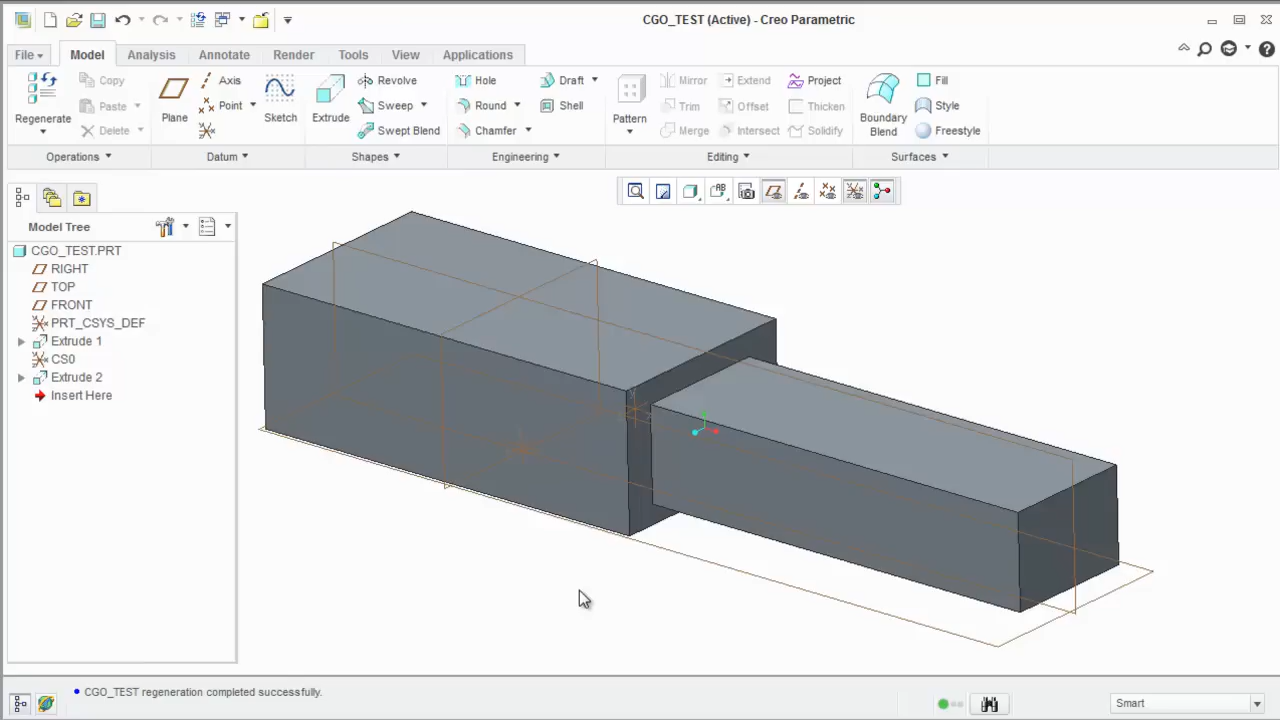 CGO_TEST (Active) - Creo Parametric
File Model Analysis Annotate Render Tools View Applications
Regenerate
Copy
Paste
Delete
Operations
Plane
Axis
Point
Sketch
Datum
Extrude
Revolve
Sweep
Swept Blend
Shapes
Hole
Round
Chamfer
Draft
Shell
Engineering
Pattern
Mirror
Trim
Merge
Extend
Offset
Intersect
Project
Thicken
Solidify
Editing
Boundary
Blend
Fill
Style
Freestyle
Surfaces
Model Tree
CGO_TEST.PRT
RIGHT
TOP
FRONT
PRT_CSYS_DEF
Extrude 1
CS0
Extrude 2
Insert Here
CGO_TEST regeneration completed successfully.
Smart